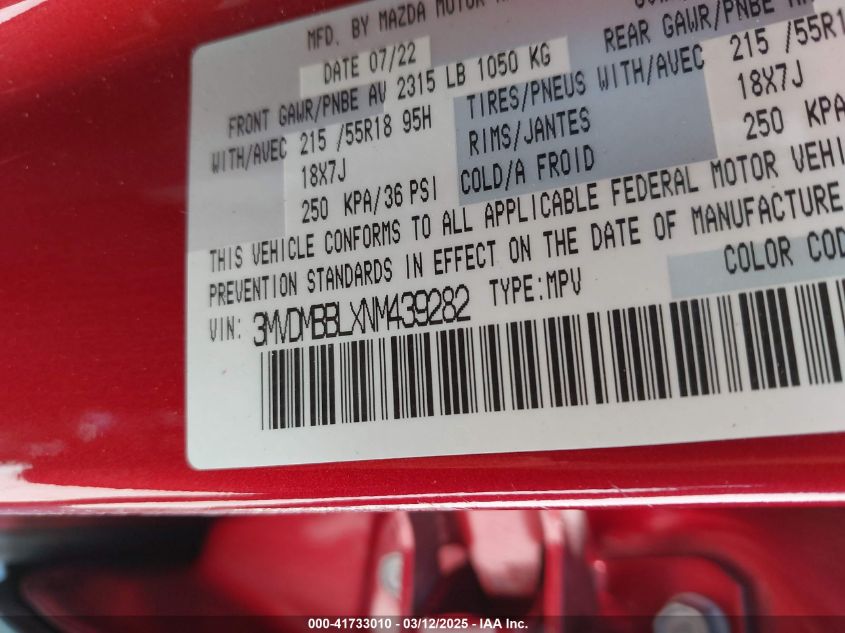 MFD. BY MAZDA MOTOR
DATE 07/22
FRONT GAWR/PNBE AV 2315 LB 1050 KG
REAR GAWR/PNBE
WITH/AVEC 215 /55R18 95H TIRES/PNEUS WITH/AVEC 215 /55R1
18X7J RIMS/JANTES 18X7J
250 KPA/36 PSI COLD/A FROID 250 KPA
THIS VEHICLE CONFORMS TO ALL APPLICABLE FEDERAL MOTOR VEHI
PREVENTION STANDARDS IN EFFECT ON THE DATE OF MANUFACTURE
VIN: 3MVDMBBLXNM439282 TYPE:MPV COLOR COD
000-41733010 — 03/12/2025 - IAA Inc.